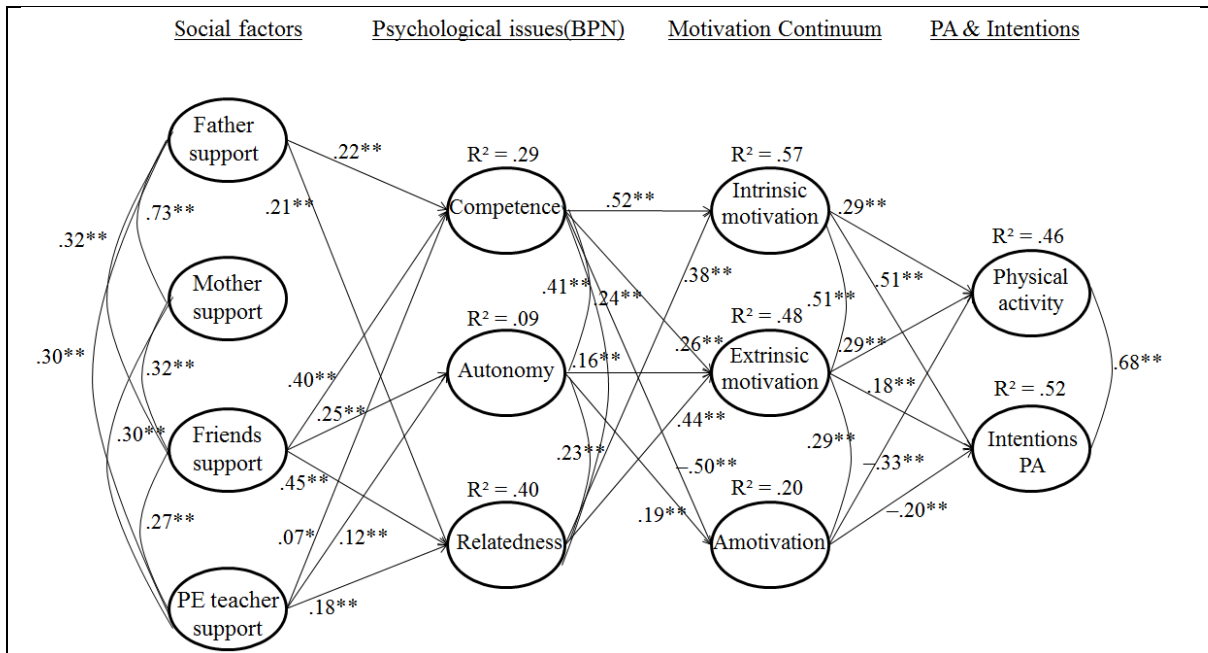 Social factors
Psychological issues(BPN)
Motivation Continuum
PA & Intentions
Father
support
Mother
support
Friends
support
PE teacher
support
.73**
.32**
.32**
.30**
.30**
.27**
.22**
.21**
.40**
.25**
.45**
.07*
.12**
.18**
R² = .29
Competence
R² = .09
Autonomy
R² = .40
Relatedness
.41**
.24**
.23**
.52**
.38**
.26**
.16**
.44**
–.50**
.19**
R² = .57
Intrinsic
motivation
R² = .48
Extrinsic
motivation
R² = .20
Amotivation
.51**
.29**
.29**
.51**
.29**
.18**
–.33**
–.20**
R² = .46
Physical
activity
R² = .52
Intentions
PA
.68**